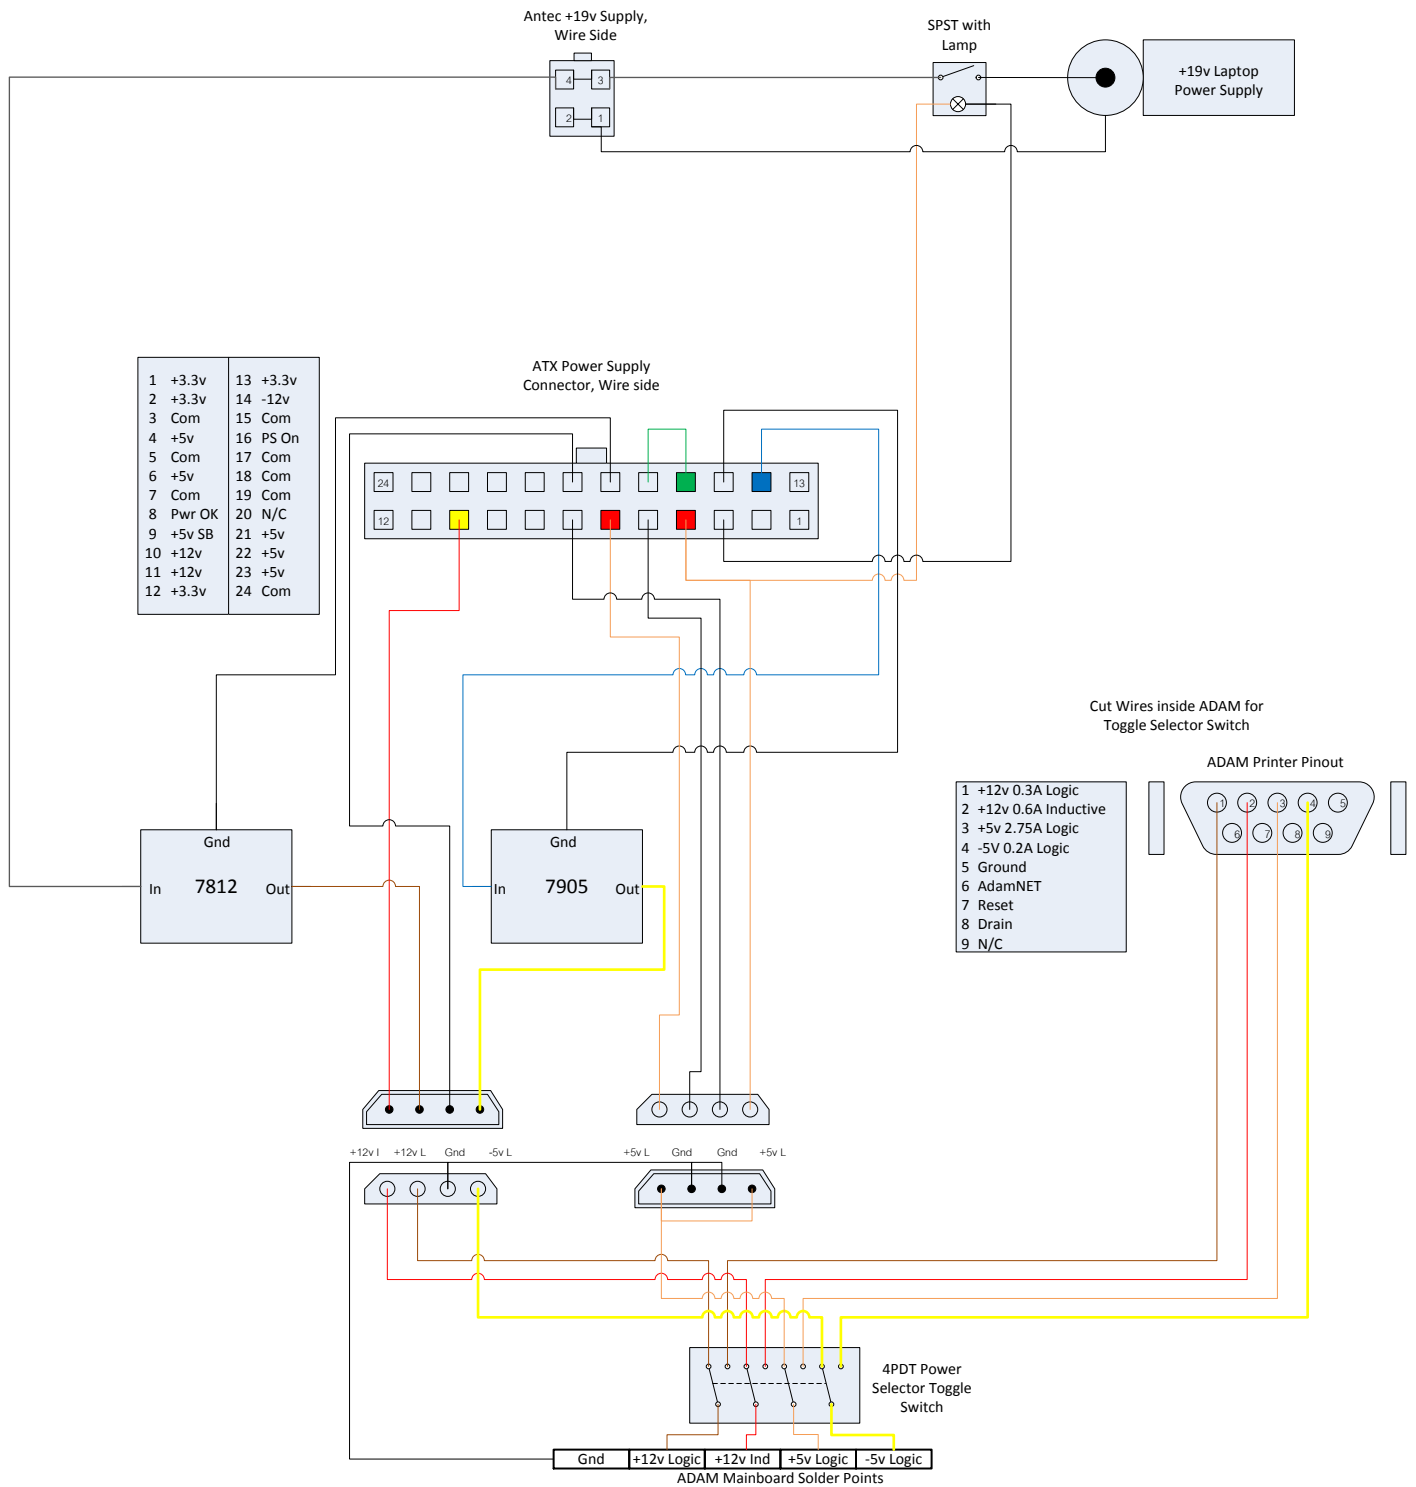 Antec +19v Supply,
Wire Side
SPST with
Lamp
+19v Laptop
Power Supply
4 3
2 1
ATX Power Supply
Connector, Wire side
1 +3.3v 13 +3.3v
2 +3.3v 14 -12v
3 Com 15 Com
4 +5v 16 PS On
5 Com 17 Com
6 +5v 18 Com
7 Com 19 Com
8 Pwr OK 20 N/C
9 +5v SB 21 +5v
10 +12v 22 +5v
11 +12v 23 +5v
12 +3.3v 24 Com
24 13
12 1
Cut Wires inside ADAM for
Toggle Selector Switch
ADAM Printer Pinout
1 +12v 0.3A Logic
2 +12v 0.6A Inductive
3 +5v 2.75A Logic
4 -5V 0.2A Logic
5 Ground
6 AdamNET
7 Reset
8 Drain
9 N/C
1 2 3 4 5
6 7 8 9
Gnd
In 7812 Out
Gnd
In 7905 Out
+12v I +12v L Gnd -5v L
+5v L Gnd Gnd +5v L
4PDT Power
Selector Toggle
Switch
Gnd +12v Logic +12v Ind +5v Logic -5v Logic
ADAM Mainboard Solder Points